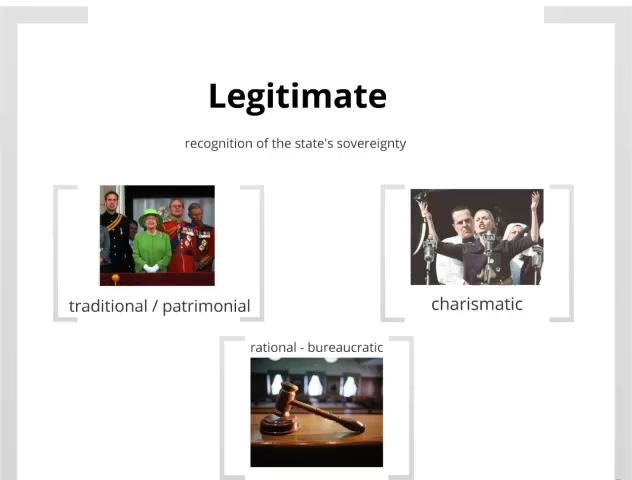 Legitimate
recognition of the state's sovereignty
traditional / patrimonial
charismatic
rational - bureaucratic